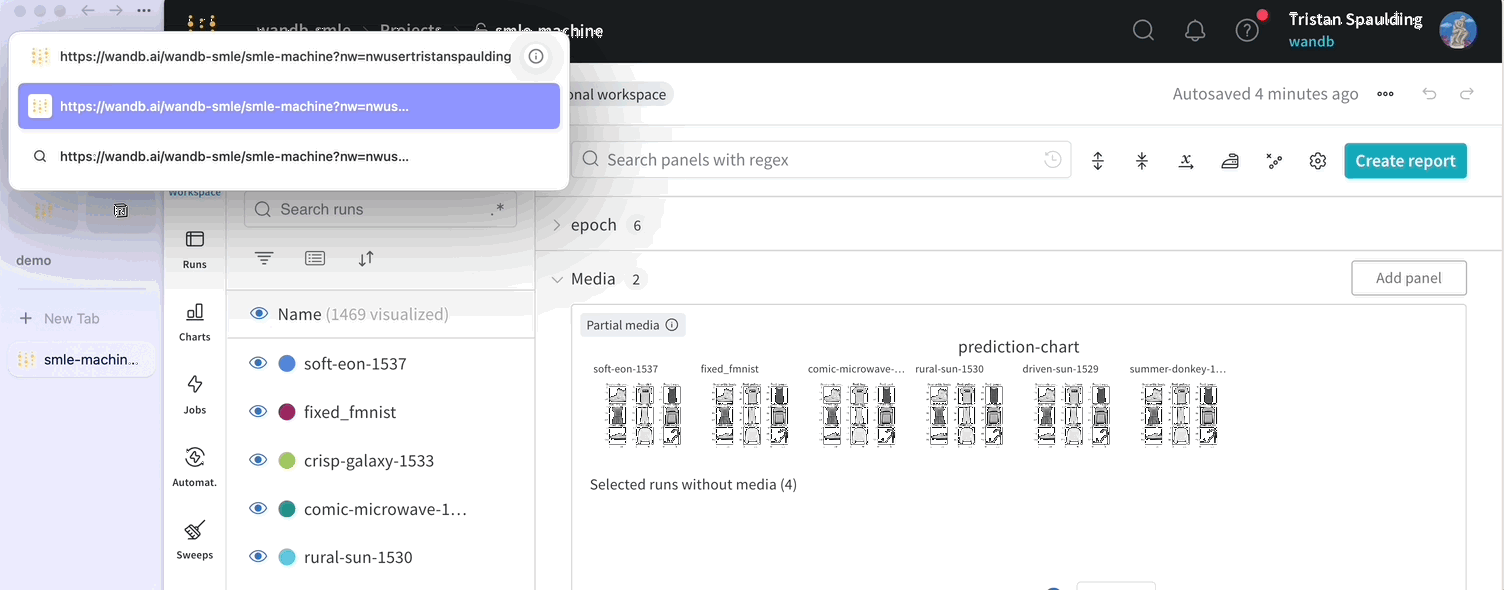 wandb-smle > Projects > smle-machine
Tristan Spaulding
wandb
https://wandb.ai/wandb-smle/smle-machine?nw=nwusertristanspaulding
https://wandb.ai/wandb-smle/smle-machine?nw=nwus...
https://wandb.ai/wandb-smle/smle-machine?nw=nwus...
onal workspace
Autosaved 4 minutes ago
Search panels with regex
Create report
Workspace
Search runs
.*
demo
New Tab
smle-machin...
Runs
Charts
Jobs
Automat.
Sweeps
Name (1469 visualized)
soft-eon-1537
fixed_fmnist
crisp-galaxy-1533
comic-microwave-1...
rural-sun-1530
epoch 6
Media 2
Add panel
Partial media
prediction-chart
soft-eon-1537
fixed_fmnist
comic-microwave-...
rural-sun-1530
driven-sun-1529
summer-donkey-1...
Selected runs without media (4)